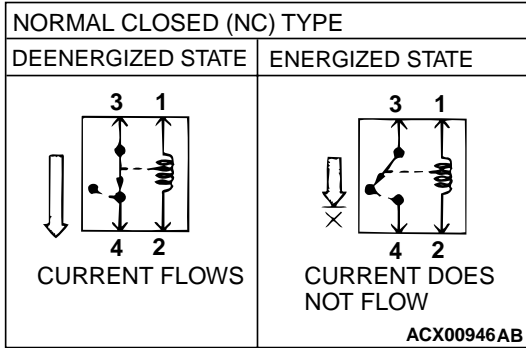 NORMAL CLOSED (NC) TYPE
DEENERGIZED STATE
ENERGIZED STATE
3 1
4 2
CURRENT FLOWS
3 1
4 2
CURRENT DOES
NOT FLOW
ACX00946AB